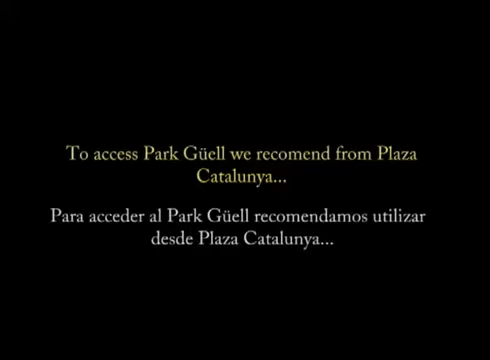 To access Park Güell we recomend from Plaza
Catalunya...
Para acceder al Park Güell recomendamos utilizar
desde Plaza Catalunya...